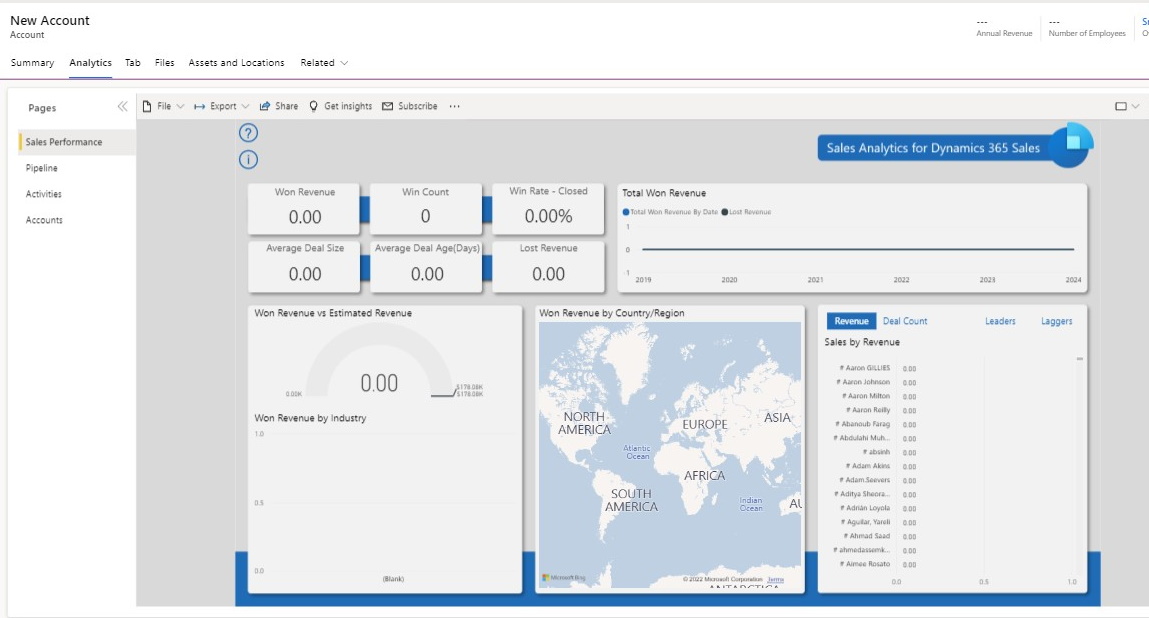 New Account
Account
--- Annual Revenue
--- Number of Employees
Summary Analytics Tab Files Assets and Locations Related
Pages
Sales Performance
Pipeline
Activities
Accounts
File Export Share Get insights Subscribe ...
?
i
Sales Analytics for Dynamics 365 Sales
Won Revenue
0.00
Win Count
0
Win Rate - Closed
0.00%
Average Deal Size
0.00
Average Deal Age(Days)
0.00
Lost Revenue
0.00
Total Won Revenue
Total Won Revenue By Date Lost Revenue
1
0
-1
2019 2020 2021 2022 2023 2024
Won Revenue vs Estimated Revenue
0.00
0.00K
$178.08K
$178.08K
Won Revenue by Industry
1.0
0.5
0.0
(Blank)
Won Revenue by Country/Region
NORTH
AMERICA
EUROPE
ASIA
Atlantic
Ocean
AFRICA
SOUTH
AMERICA
Indian
Ocean
AU
Microsoft Bing
© 2022 Microsoft Corporation Terms
ANTARCTICA
Revenue Deal Count Leaders Laggers
Sales by Revenue
# Aaron GILLIES 0.00
# Aaron Johnson 0.00
# Aaron Milton 0.00
# Aaron Reilly 0.00
# Abanoub Farag 0.00
# Abdulahi Muh... 0.00
# absinh 0.00
# Adam Akins 0.00
# Adam.Seevers 0.00
# Aditya Sheora... 0.00
# Adrian Loyola 0.00
# Aguilar, Yareli 0.00
# Ahmad Saad 0.00
# ahmedassemk... 0.00
# Aimee Rosato 0.00
0.0 0.5 1.0